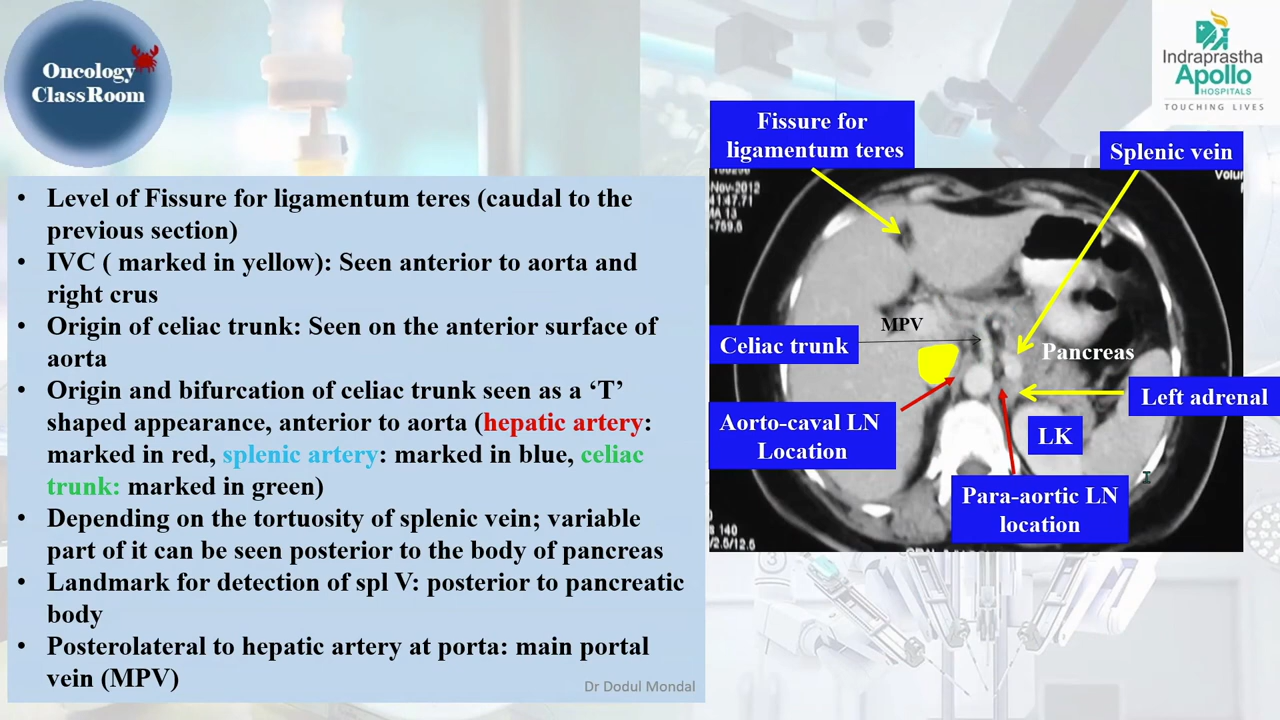 Oncology
ClassRoom
Indraprastha
Apollo
HOSPITALS
TOUCHING LIVES
• Level of Fissure for ligamentum teres (caudal to the
previous section)
• IVC ( marked in yellow): Seen anterior to aorta and
right crus
• Origin of celiac trunk: Seen on the anterior surface of
aorta
• Origin and bifurcation of celiac trunk seen as a ‘T’
shaped appearance, anterior to aorta (hepatic artery:
marked in red, splenic artery: marked in blue, celiac
trunk: marked in green)
• Depending on the tortuosity of splenic vein; variable
part of it can be seen posterior to the body of pancreas
• Landmark for detection of spl V: posterior to pancreatic
body
• Posterolateral to hepatic artery at porta: main portal
vein (MPV)
Dr Dodul Mondal
Fissure for
ligamentum teres
Splenic vein
MPV
Celiac trunk
Pancreas
Left adrenal
Aorto-caval LN
Location
LK
Para-aortic LN
location
Nov-2012
140
/2.5/12.5